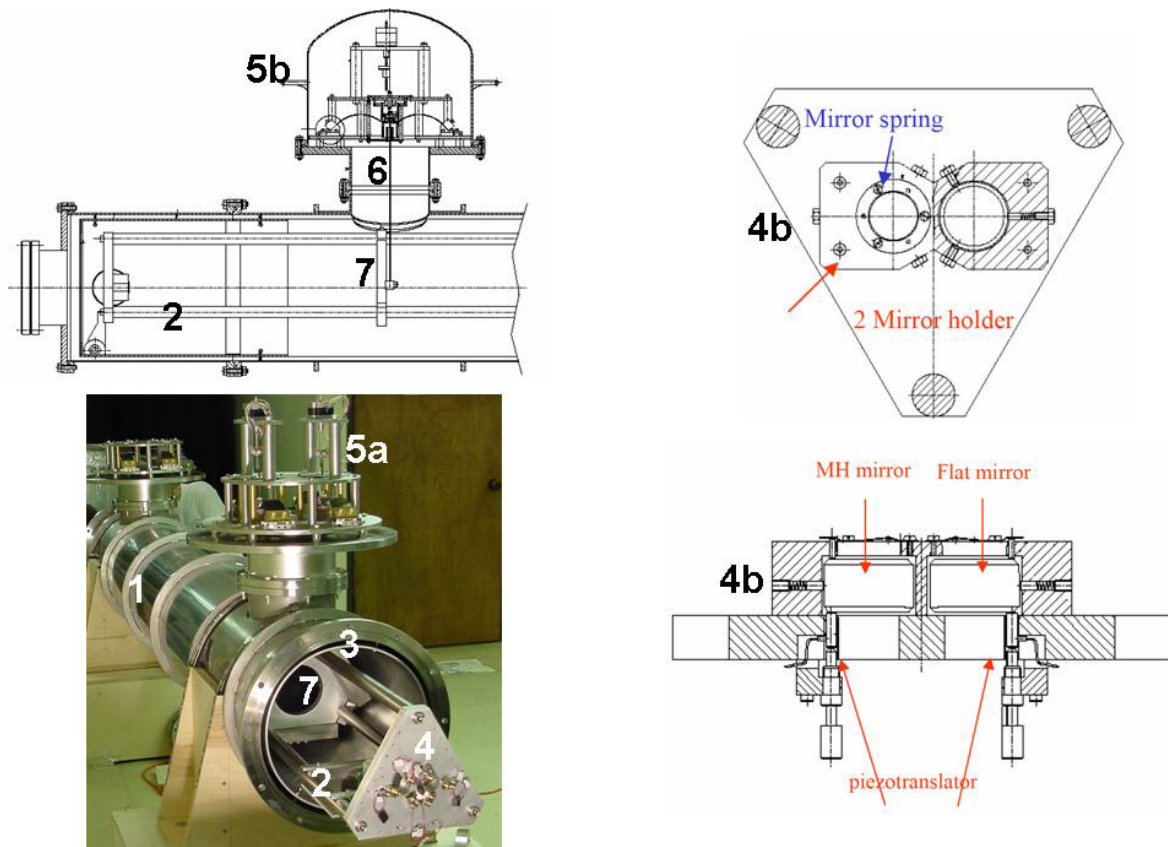 5b
6
7
2
Mirror spring
4b
2 Mirror holder
5a
1
3
7
4
2
MH mirror
Flat mirror
4b
piezotranslator